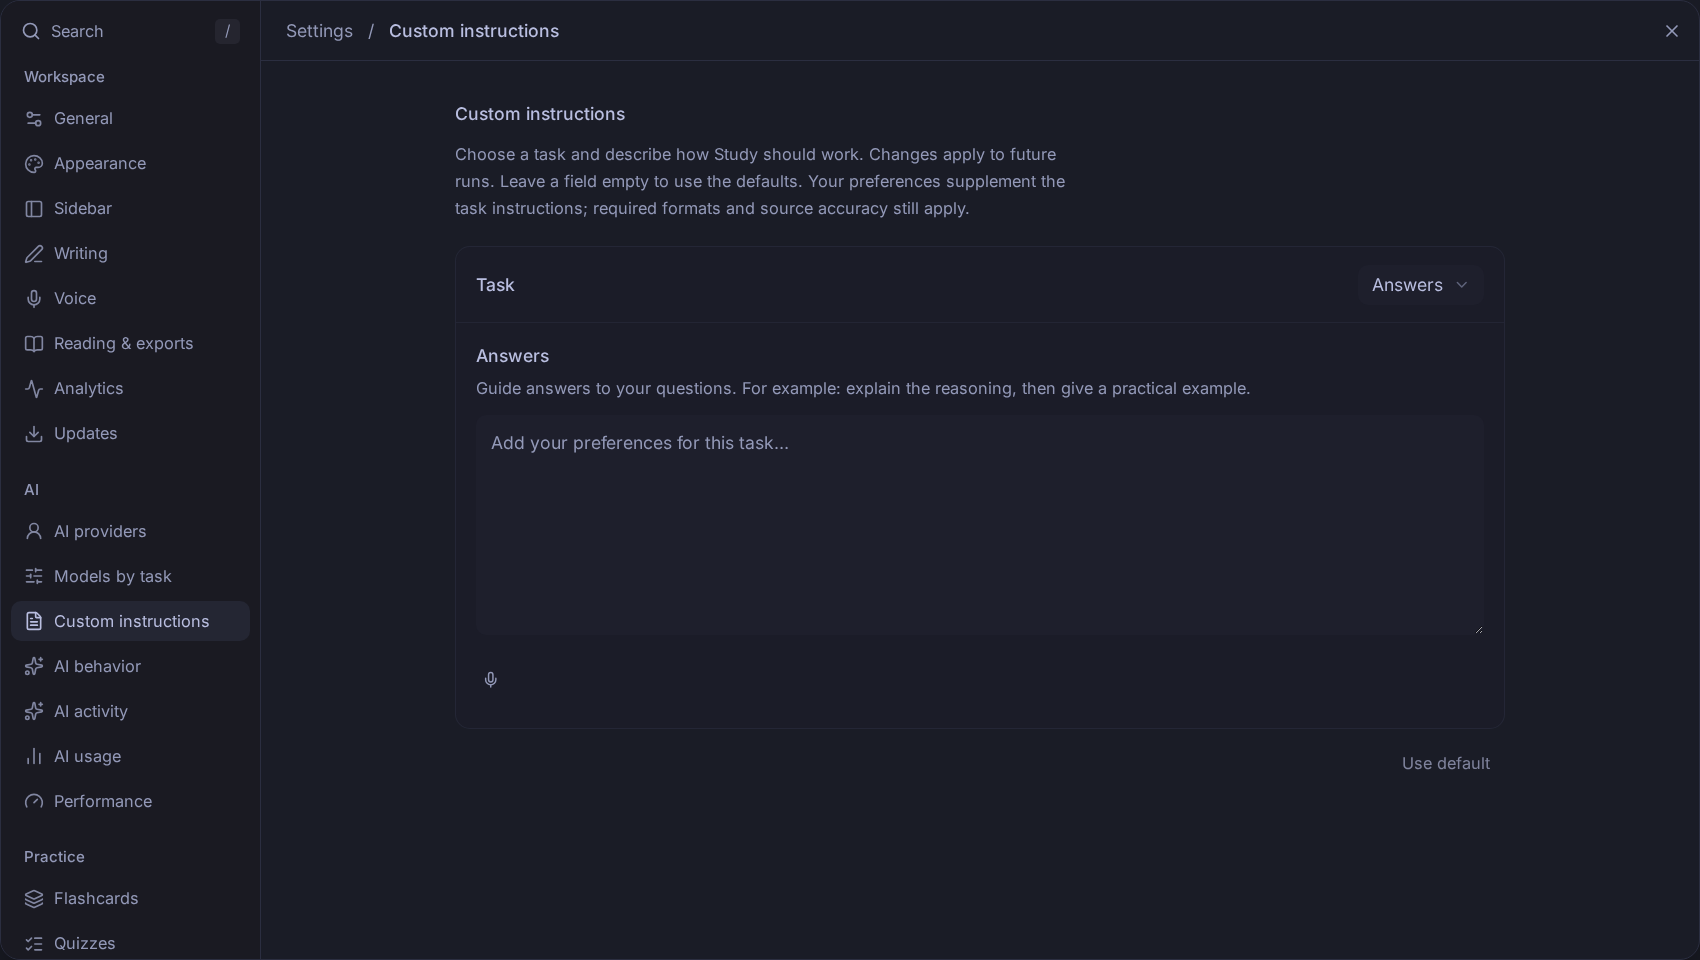 Search /
Settings / Custom instructions
Workspace
General
Appearance
Sidebar
Writing
Voice
Reading & exports
Analytics
Updates
AI
AI providers
Models by task
Custom instructions
AI behavior
AI activity
AI usage
Performance
Practice
Flashcards
Quizzes
Custom instructions
Choose a task and describe how Study should work. Changes apply to future
runs. Leave a field empty to use the defaults. Your preferences supplement the
task instructions; required formats and source accuracy still apply.
Task
Answers
Answers
Guide answers to your questions. For example: explain the reasoning, then give a practical example.
Add your preferences for this task...
Use default